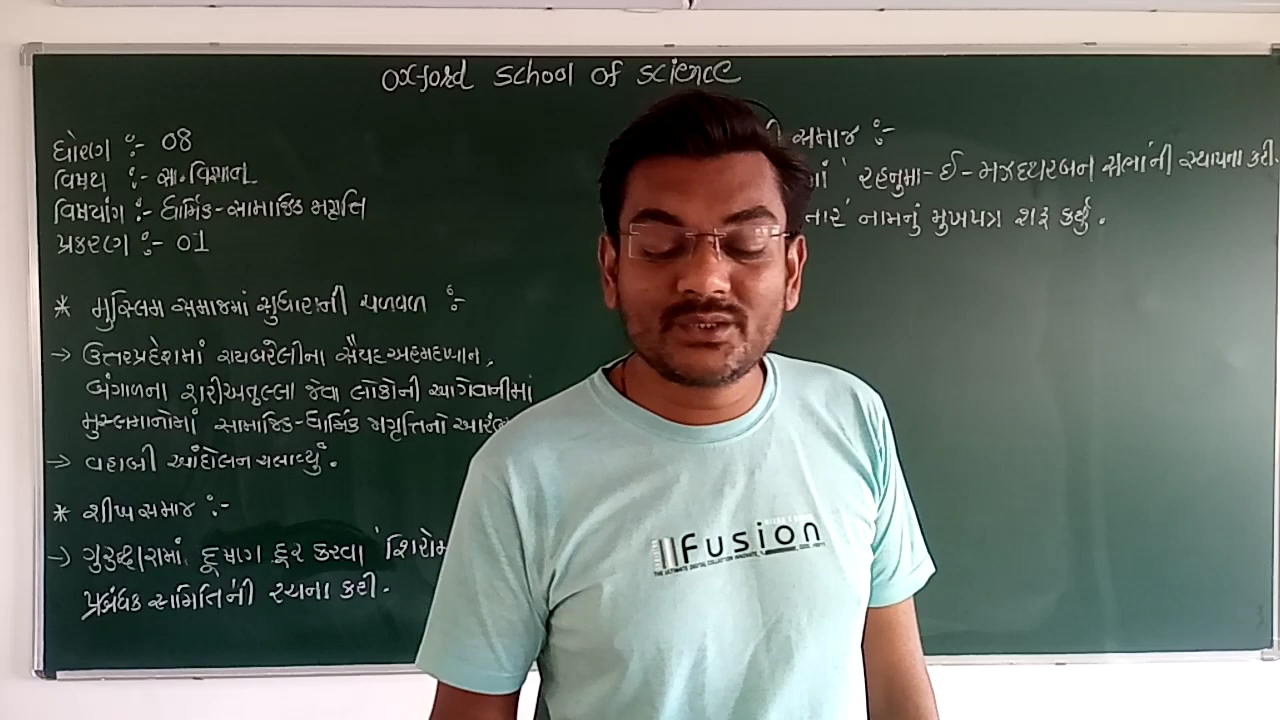 Oxford School of Science
ધોરણ :- 08
વિષય :- સા.વિજ્ઞાન
વિષયાંગ :- ધાર્મિક-સામાજિક જાગૃતિ
પ્રકરણ :- 01
* મુસ્લિમ સમાજમાં સુધારાની ચળવળ :-
→ ઉત્તરપ્રદેશમાં રાયબરેલીના સૈયદ અહમદખાન,
બંગાળના શરીઅતુલ્લા જેવા લોકોની આગેવાનીમાં
મુસ્લમાનોમાં સામાજિક-ધાર્મિક જાગૃતિનો
→ વહાબી આંદોલન ચલાવ્યું.
* શીખ સમાજ :-
→ ગુરુદ્વારામાં દૂષણ દૂર કરવા
પ્રબંધક સમિતિ'ની રચના કરી.
સમાજ :-
રહનુમા-ઈ-મઝદયારબન સભા'ની સ્થાપના કરી.
નામનું મુખપત્ર શરૂ કર્યું.
Fusion